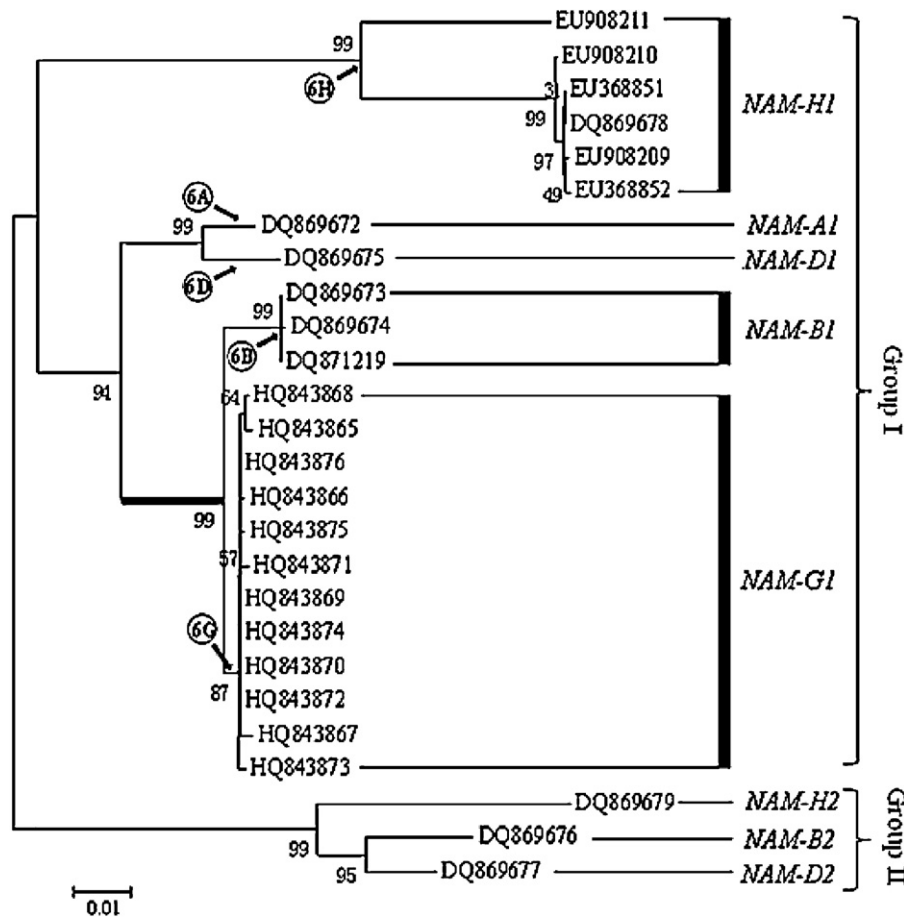 EU908211
99
EU908210
6H
31
EU368851
NAM-H1
99
DQ869678
97
EU908209
49
EU368852
6A
99
DQ869672
NAM-A1
DQ869675
NAM-D1
6D
DQ869673
99
DQ869674
NAM-B1
6B
DQ871219
Group I
94
64
HQ843868
HQ843865
HQ843876
HQ843866
99
HQ843875
57
HQ843871
NAM-G1
HQ843869
6G
HQ843874
HQ843870
87
HQ843872
HQ843867
HQ843873
DQ869679
NAM-H2
99
DQ869676
NAM-B2
Group II
95
DQ869677
NAM-D2
0.01